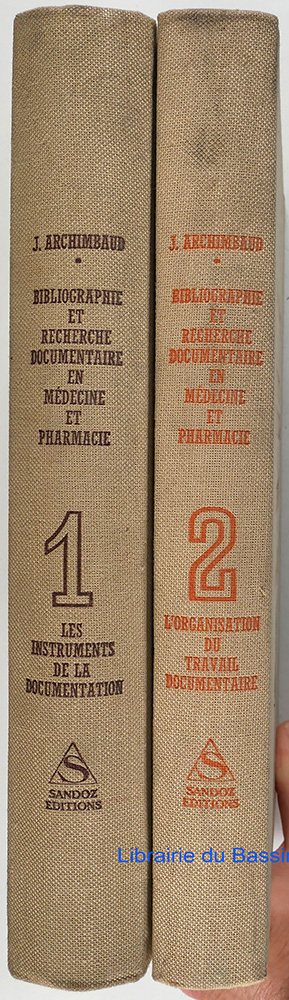 J. ARCHIMBAUD
•
BIBLIOGRAPHIE
ET
RECHERCHE
DOCUMENTAIRE
EN
MÉDECINE
ET
PHARMACIE
1
LES
INSTRUMENTS
DE LA
DOCUMENTATION
S
SANDOZ
EDITIONS
J. ARCHIMBAUD
•
BIBLIOGRAPHIE
ET
RECHERCHE
DOCUMENTAIRE
EN
MÉDECINE
ET
PHARMACIE
2
L'ORGANISATION
DU
TRAVAIL
DOCUMENTAIRE
S
SANDOZ
EDITIONS
Librairie du Bassin